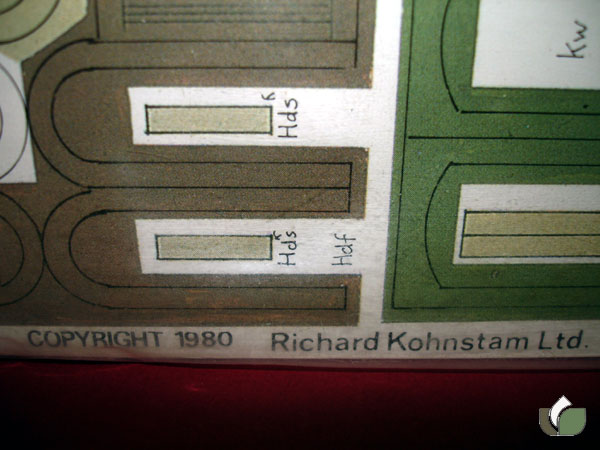 kw
K
Hds
K
Hds
Hdf
COPYRIGHT 1980 Richard Kohnstam Ltd.